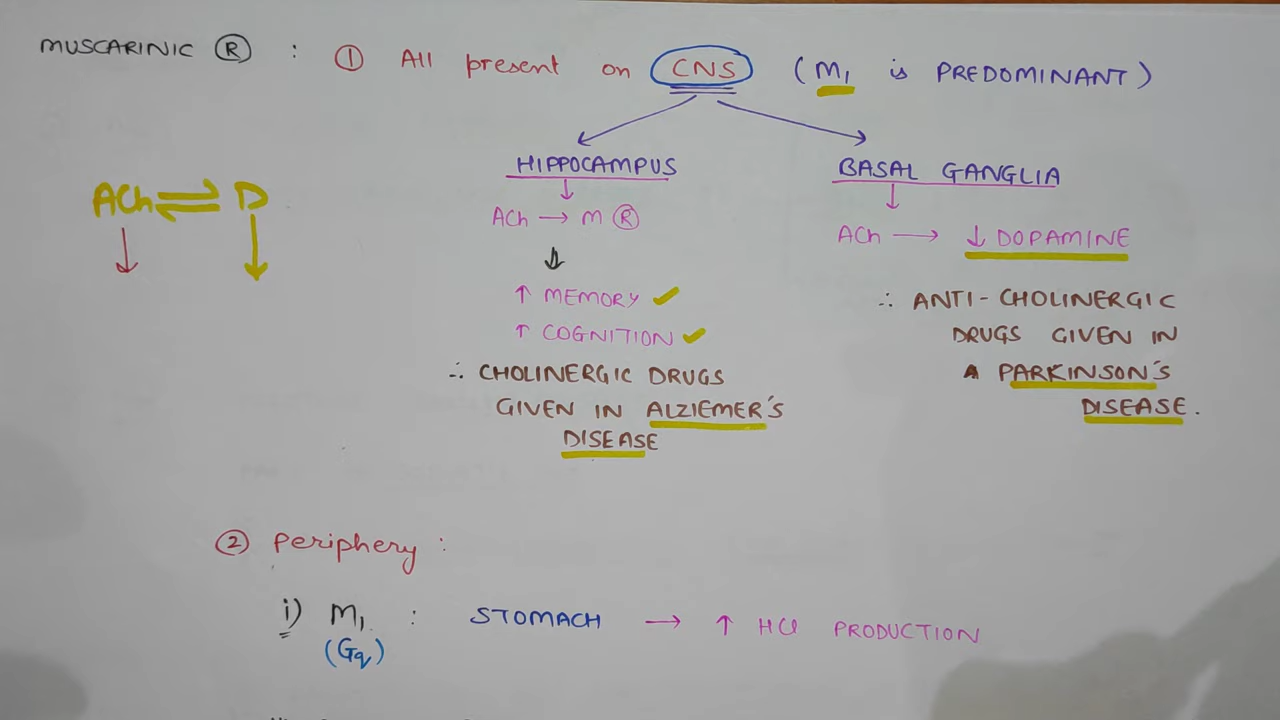 MUSCARINIC Ⓡ : ① All present on CNS (M₁ is PREDOMINANT)
HIPPOCAMPUS
BASAL GANGLIA
ACh ⇌ D
↓ ↓
ACh → M Ⓡ
↓
↑ MEMORY ✓
↑ COGNITION ✓
∴ CHOLINERGIC DRUGS
GIVEN IN ALZIEMER'S
DISEASE
ACh → ↓ DOPAMINE
∴ ANTI-CHOLINERGIC
DRUGS GIVEN IN
PARKINSON'S
DISEASE.
② Periphery :
i) M₁ : STOMACH → ↑ HCl PRODUCTION
(Gq)